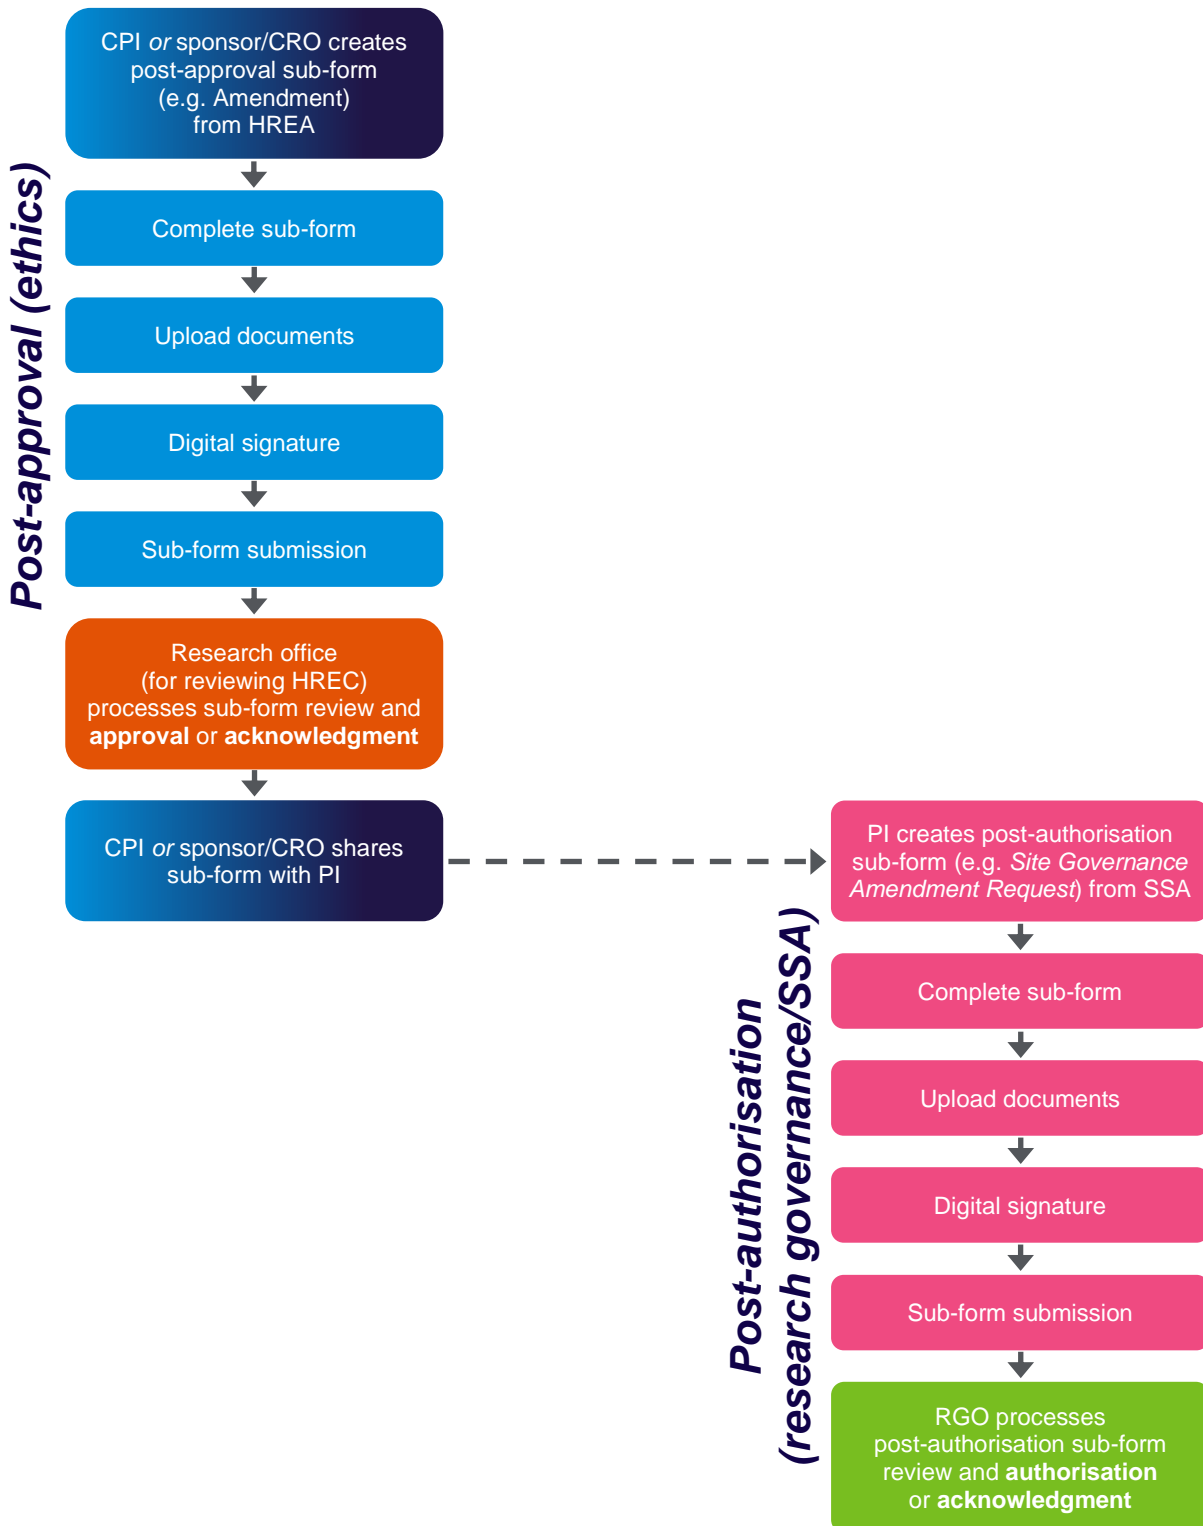 Post-approval (ethics)
CPI or sponsor/CRO creates
post-approval sub-form
(e.g. Amendment)
from HREA
Complete sub-form
Upload documents
Digital signature
Sub-form submission
Research office
(for reviewing HREC)
processes sub-form review and
approval or acknowledgment
CPI or sponsor/CRO shares
sub-form with PI
Post-authorisation
(research governance/SSA)
PI creates post-authorisation
sub-form (e.g. Site Governance
Amendment Request) from SSA
Complete sub-form
Upload documents
Digital signature
Sub-form submission
RGO processes
post-authorisation sub-form
review and authorisation
or acknowledgment